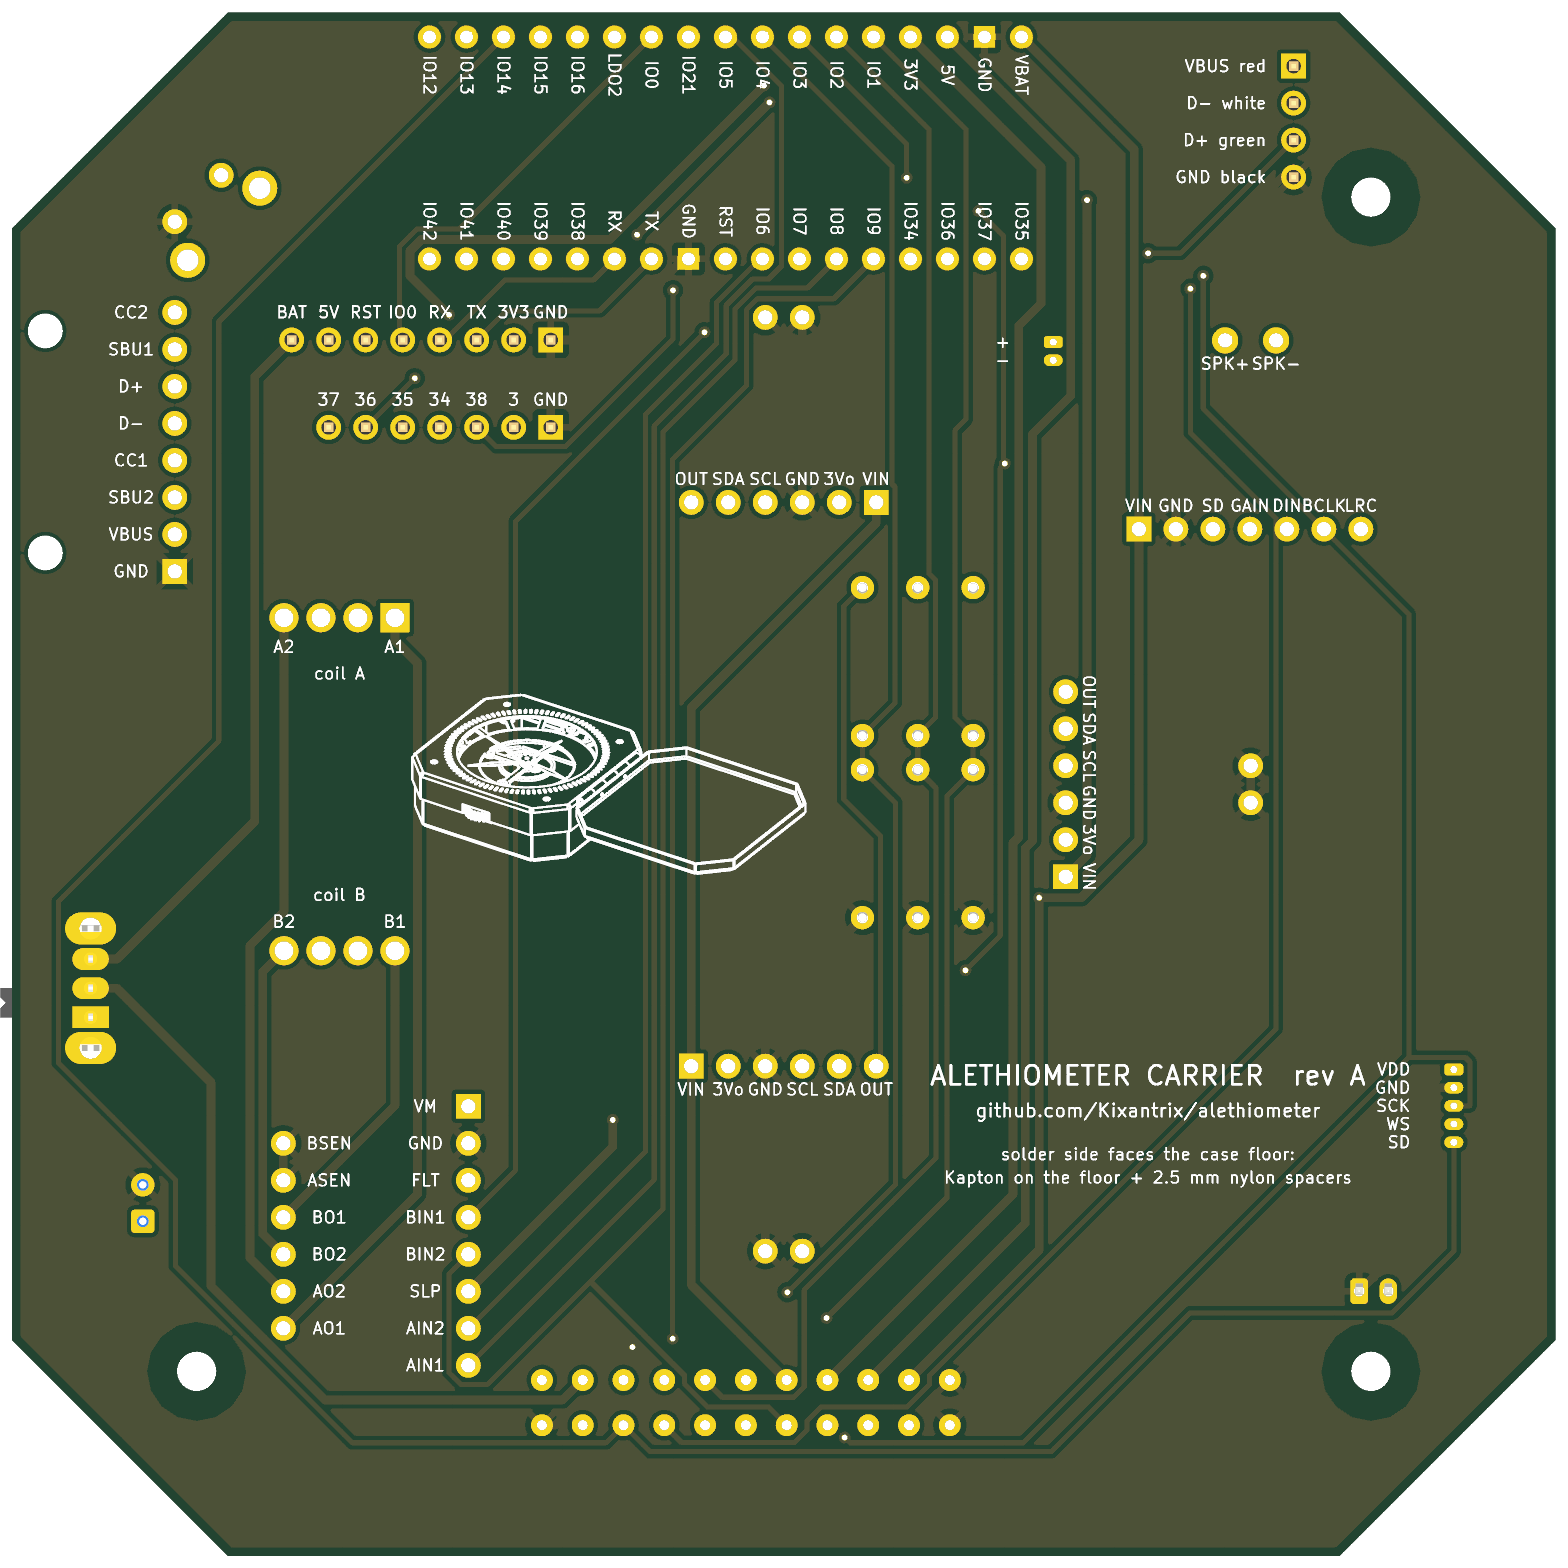 IO12 IO13 IO14 IO15 IO16 LDO2 IO0 IO21 IO5 IO4 IO3 IO2 IO1 3V3 5V GND VBAT
VBUS red
D- white
D+ green
GND black
IO42 IO41 IO40 IO39 IO38 RX TX GND RST IO6 IO7 IO8 IO9 IO34 IO36 IO37 IO35
BAT 5V RST IO0 RX TX 3V3 GND
37 36 35 34 38 3 GND
CC2
SBU1
D+
D-
CC1
SBU2
VBUS
GND
+
-
SPK+ SPK-
OUT SDA SCL GND 3Vo VIN
VIN GND SD GAIN DIN BCLK LRC
A2 A1
coil A
coil B
B2 B1
OUT SDA SCL GND 3Vo VIN
VIN 3Vo GND SCL SDA OUT
ALETHIOMETER CARRIER rev A
github.com/Kixantrix/alethiometer
solder side faces the case floor:
Kapton on the floor + 2.5 mm nylon spacers
VDD
GND
SCK
WS
SD
VM
BSEN GND
ASEN FLT
BO1 BIN1
BO2 BIN2
AO2 SLP
AO1 AIN2
AIN1